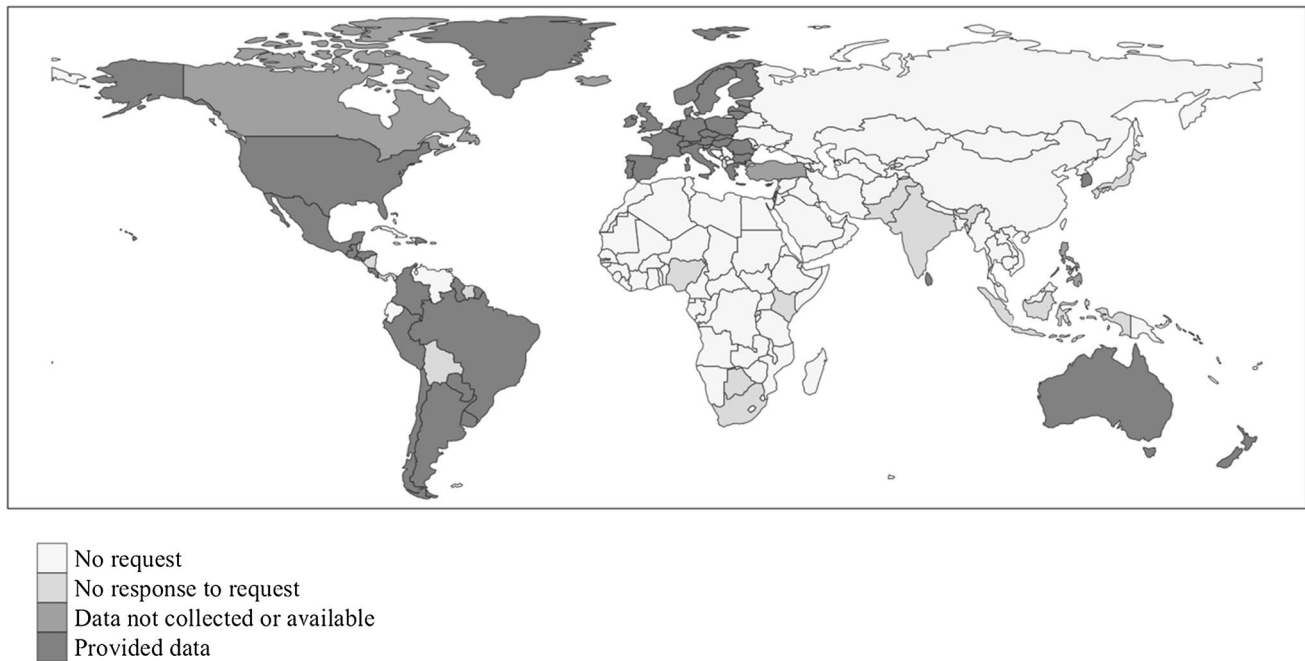 No request
No response to request
Data not collected or available
Provided data